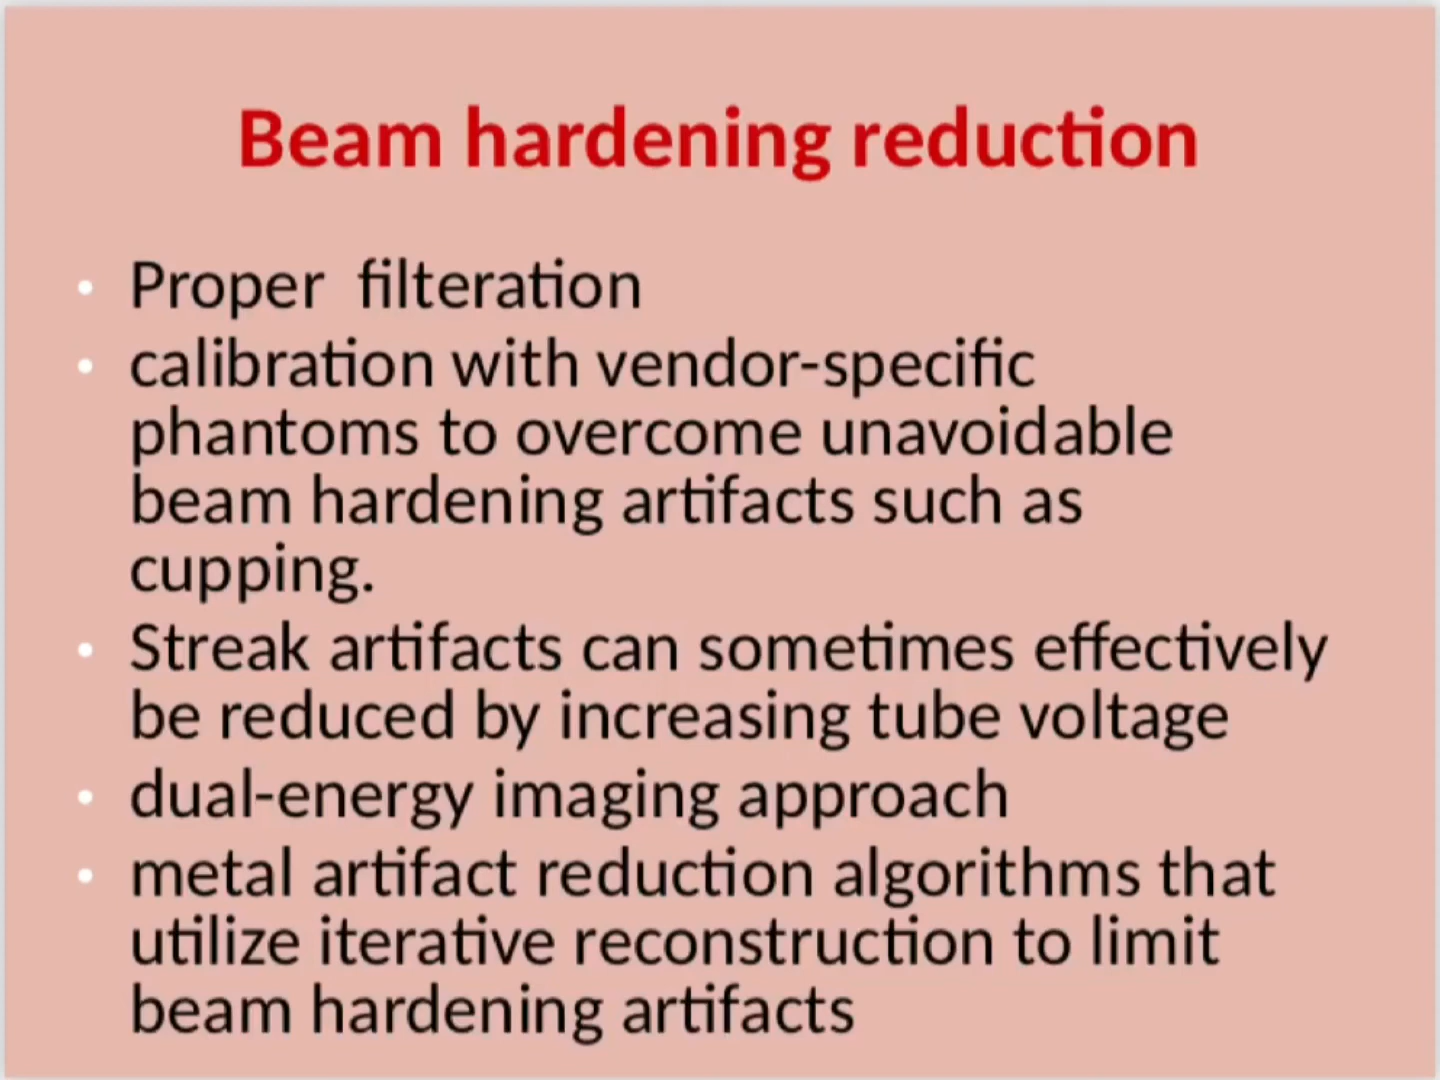 Beam hardening reduction
• Proper  filteration
• calibration with vendor-specific
phantoms to overcome unavoidable
beam hardening artifacts such as
cupping.
• Streak artifacts can sometimes effectively
be reduced by increasing tube voltage
• dual-energy imaging approach
• metal artifact reduction algorithms that
utilize iterative reconstruction to limit
beam hardening artifacts